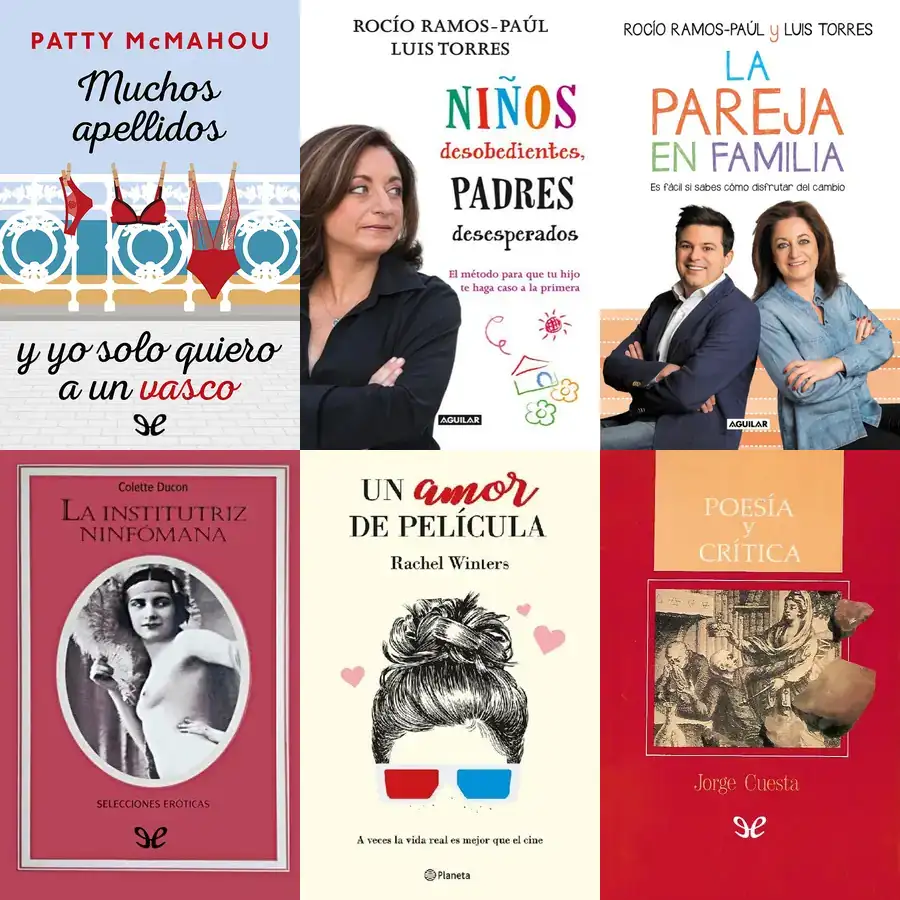 PATTY McMAHOU
Muchos
apellidos
y yo solo quiero
a un vasco
ROCÍO RAMOS-PAÚL
LUIS TORRES
NIÑOS
desobedientes,
PADRES
desesperados
El método para que tu hijo
te haga caso a la primera
AGUILAR
ROCÍO RAMOS-PAÚL y LUIS TORRES
LA
PAREJA
EN FAMILIA
Es fácil si sabes cómo disfrutar del cambio
AGUILAR
Colette Ducon
LA INSTITUTRIZ
NINFÓMANA
SELECCIONES ERÓTICAS
UN amor
DE PELÍCULA
Rachel Winters
A veces la vida real es mejor que el cine
Planeta
POESÍA
y
CRÍTICA
Jorge Cuesta